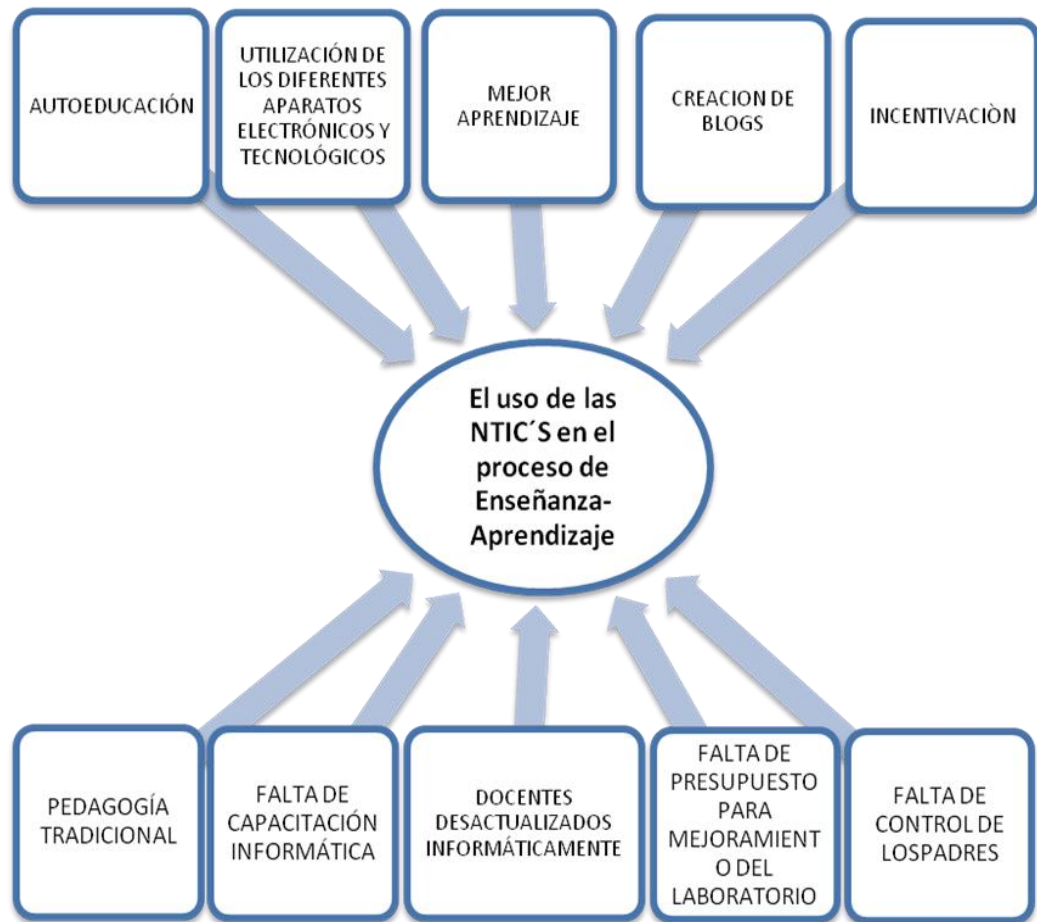 AUTOEDUCACIÓN
UTILIZACIÓN DE
LOS DIFERENTES
APARATOS
ELECTRÓNICOS Y
TECNOLÓGICOS
MEJOR
APRENDIZAJE
CREACION DE
BLOGS
INCENTIVACIÒN
El uso de las
NTIC´S en el
proceso de
Enseñanza-
Aprendizaje
PEDAGOGÍA
TRADICIONAL
FALTA DE
CAPACITACIÓN
INFORMÁTICA
DOCENTES
DESACTUALIZADOS
INFORMÁTICAMENTE
FALTA DE
PRESUPUESTO
PARA
MEJORAMIENT
O DEL
LABORATORIO
FALTA DE
CONTROL DE
LOSPADRES